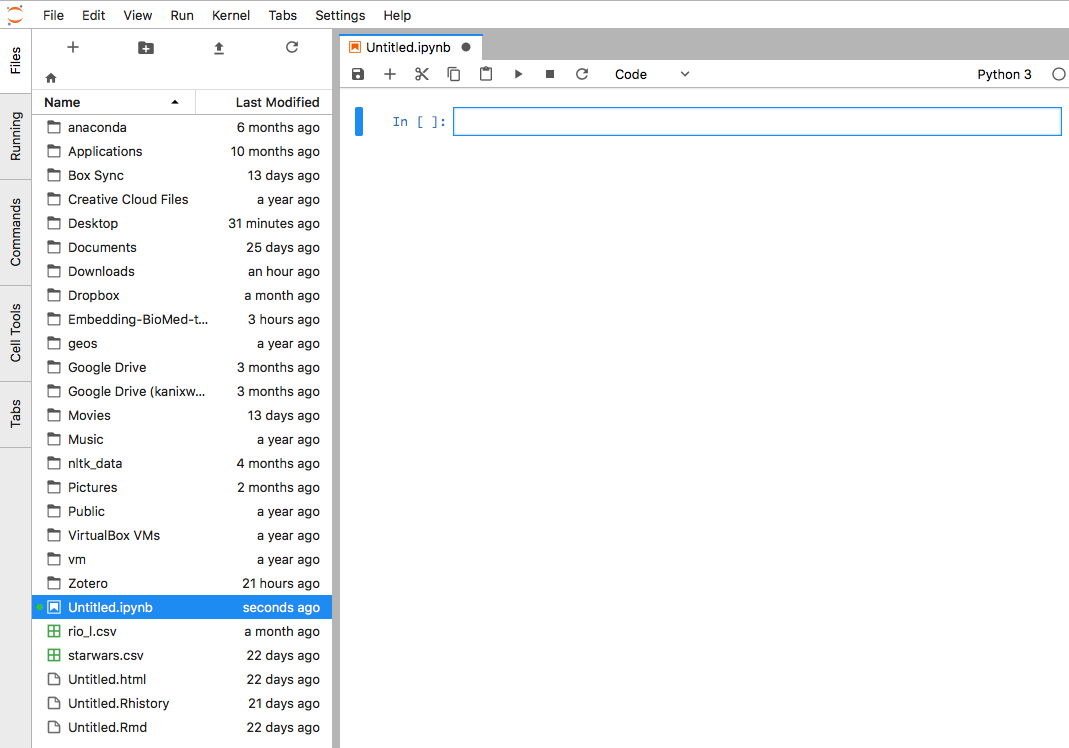 File Edit View Run Kernel Tabs Settings Help
Files
Running
Commands
Cell Tools
Tabs
Name Last Modified
anaconda 6 months ago
Applications 10 months ago
Box Sync 13 days ago
Creative Cloud Files a year ago
Desktop 31 minutes ago
Documents 25 days ago
Downloads an hour ago
Dropbox a month ago
Embedding-BioMed-t... 3 hours ago
geos a year ago
Google Drive 3 months ago
Google Drive (kanixw... 3 months ago
Movies 13 days ago
Music a year ago
nltk_data 4 months ago
Pictures 2 months ago
Public a year ago
VirtualBox VMs a year ago
vm a year ago
Zotero 21 hours ago
Untitled.ipynb seconds ago
rio_l.csv a month ago
starwars.csv 22 days ago
Untitled.html 22 days ago
Untitled.Rhistory 21 days ago
Untitled.Rmd 22 days ago
Untitled.ipynb
Code Python 3
In [ ]: